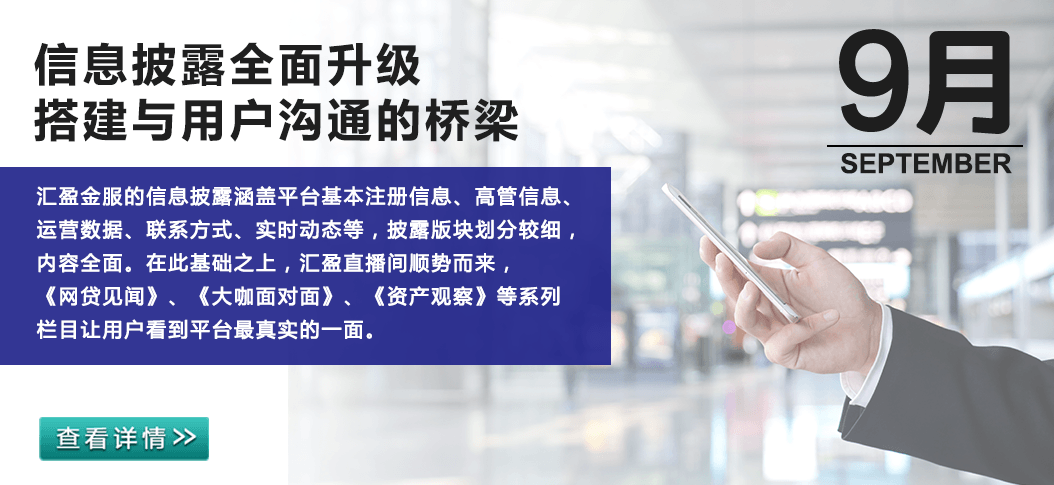 信息披露全面升级
搭建与用户沟通的桥梁
9月
SEPTEMBER
汇盈金服的信息披露涵盖平台基本注册信息、高管信息、
运营数据、联系方式、实时动态等，披露版块划分较细，
内容全面。在此基础之上，汇盈直播间顺势而来，
《网贷见闻》、《大咖面对面》、《资产观察》等系列
栏目让用户看到平台最真实的一面。
查看详情>>